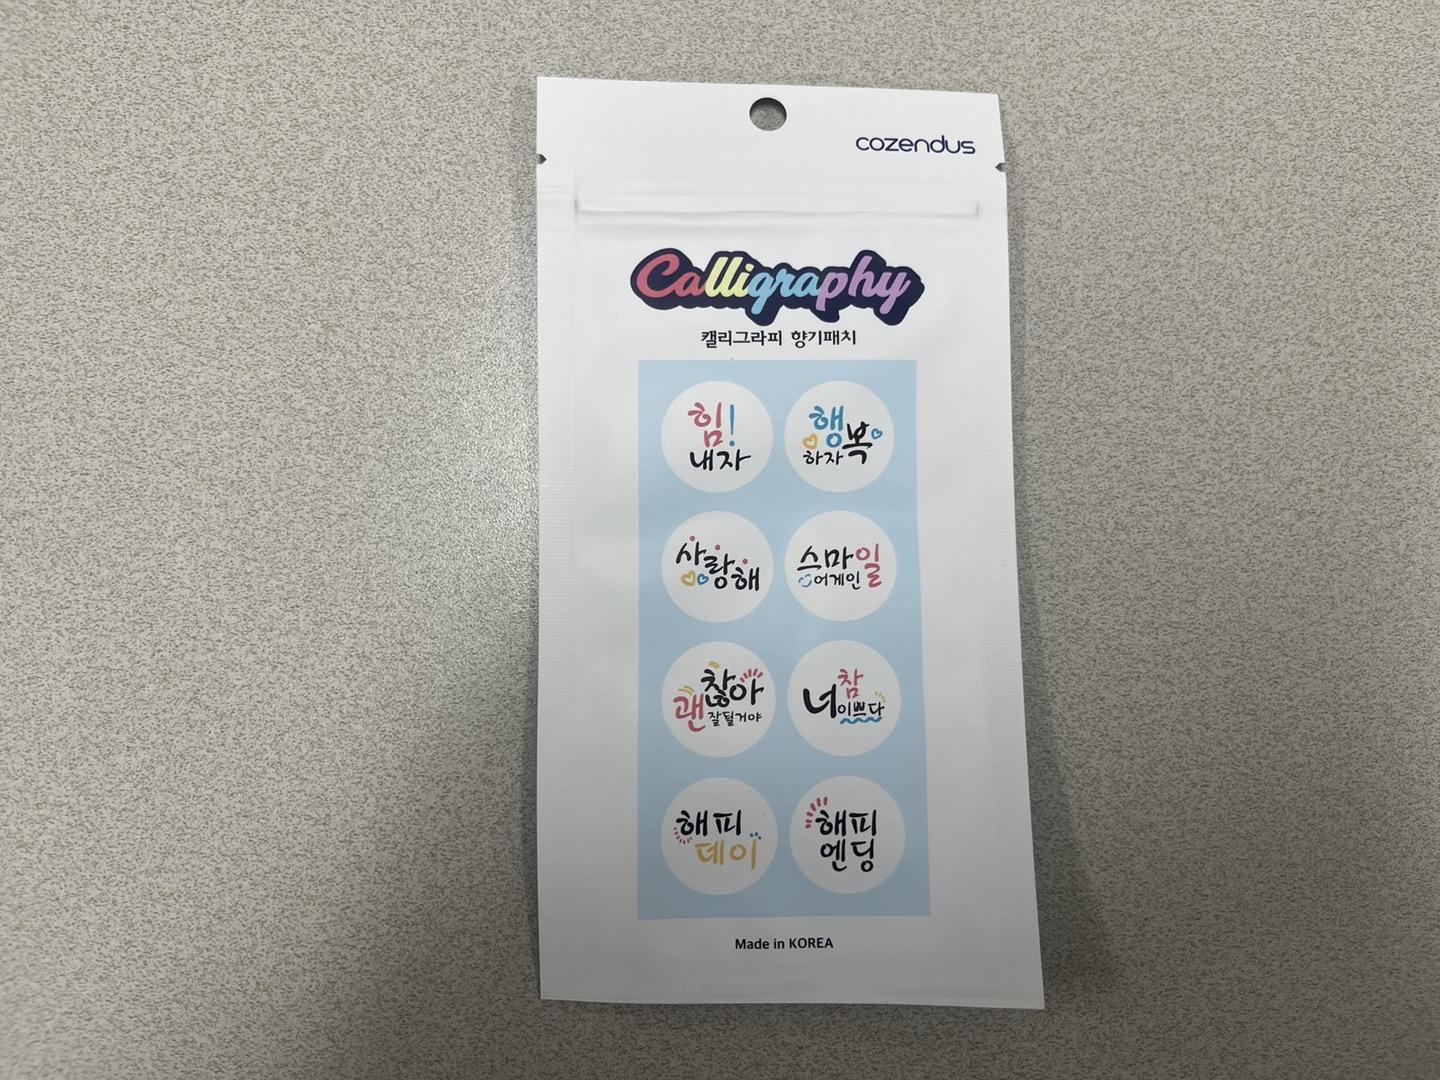 cozendus
Calligraphy
캘리그라피 향기패치
힘!
내자
행복
하자
사랑해
스마일
어게인
괜찮아
잘될거야
너 참
이쁘다
해피
데이
해피
엔딩
Made in KOREA